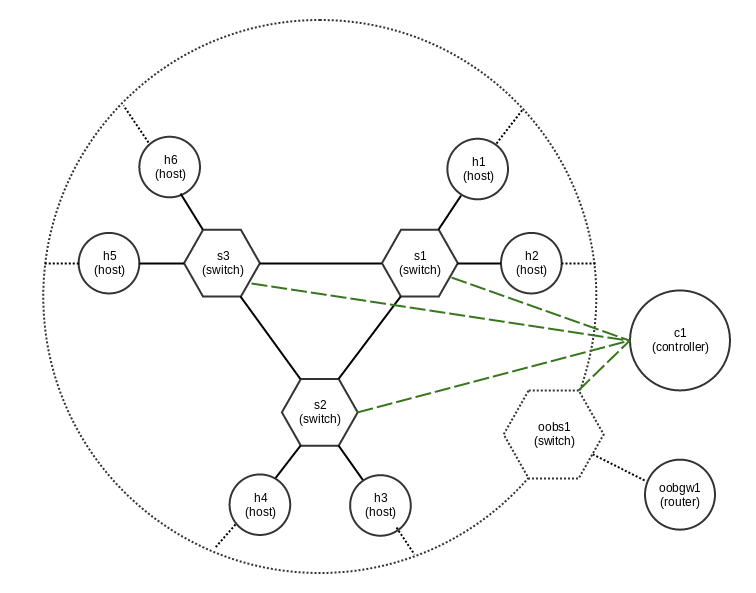 h6
(host)
h1
(host)
h5
(host)
s3
(switch)
s1
(switch)
h2
(host)
c1
(controller)
s2
(switch)
oobs1
(switch)
h4
(host)
h3
(host)
oobgw1
(router)